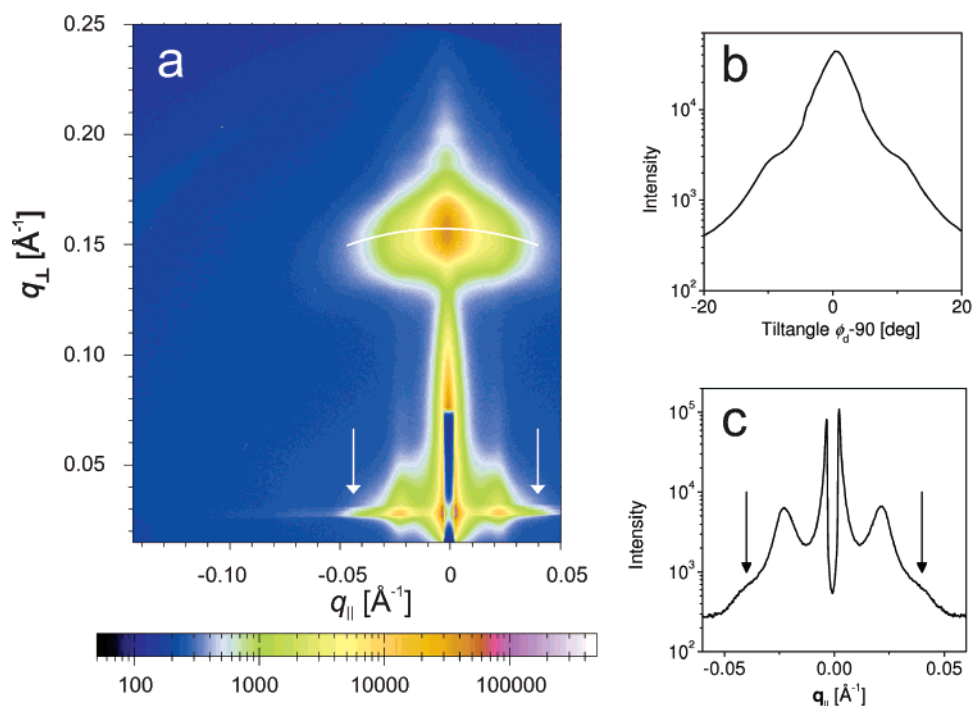 a
0.25
0.20
0.15
0.10
0.05
q⊥ [Å⁻¹]
-0.10 -0.05 0 0.05
q|| [Å⁻¹]
100 1000 10000 100000
b
10⁴
10³
10²
Intensity
-20 0 20
Tiltangle ϕd-90 [deg]
c
10⁵
10⁴
10³
10²
Intensity
-0.05 0.00 0.05
q|| [Å⁻¹]